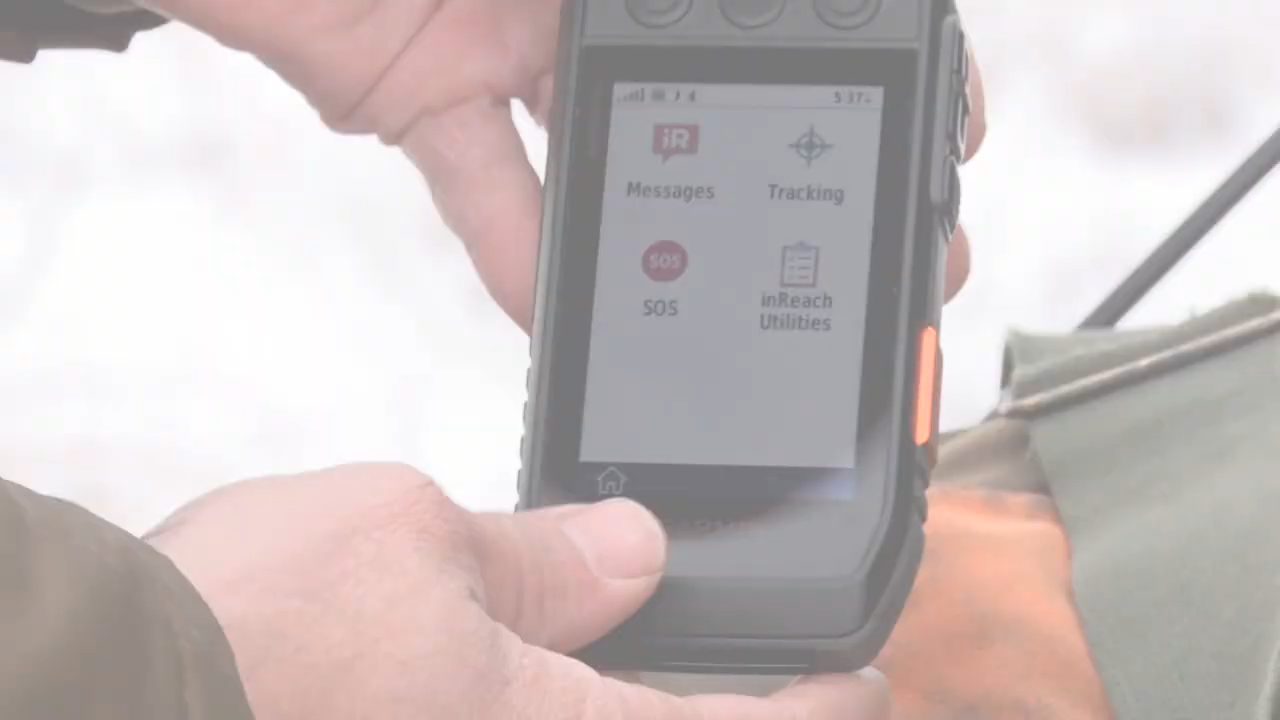 5:37
iR
Messages
Tracking
SOS
SOS
inReach
Utilities